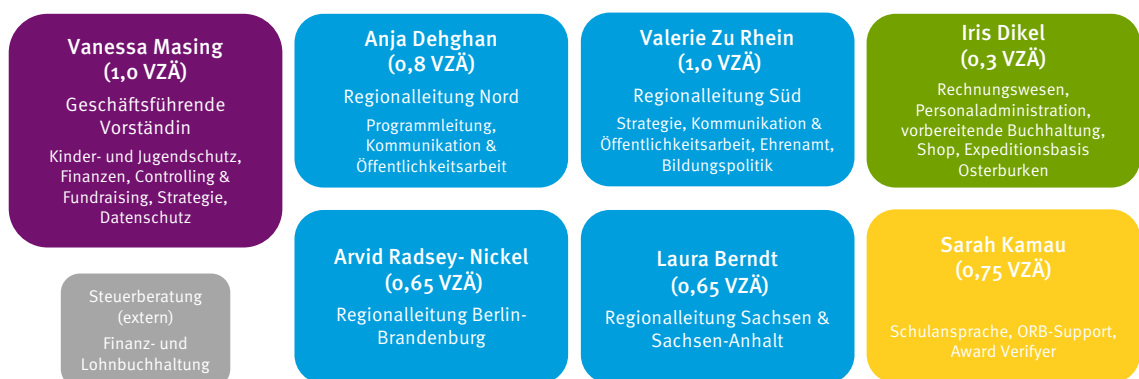 Vanessa Masing
(1,0 VZÄ)
Geschäftsführende
Vorständin
Kinder- und Jugendschutz,
Finanzen, Controlling &
Fundraising, Strategie,
Datenschutz
Anja Dehghan
(0,8 VZÄ)
Regionalleitung Nord
Programmleitung,
Kommunikation &
Öffentlichkeitsarbeit
Valerie Zu Rhein
(1,0 VZÄ)
Regionalleitung Süd
Strategie, Kommunikation &
Öffentlichkeitsarbeit, Ehrenamt,
Bildungspolitik
Iris Dikel
(0,3 VZÄ)
Rechnungswesen,
Personaladministration,
vorbereitende Buchhaltung,
Shop, Expeditionsbasis
Osterburken
Steuerberatung
(extern)
Finanz- und
Lohnbuchhaltung
Arvid Radsey- Nickel
(0,65 VZÄ)
Regionalleitung Berlin-
Brandenburg
Laura Berndt
(0,65 VZÄ)
Regionalleitung Sachsen &
Sachsen-Anhalt
Sarah Kamau
(0,75 VZÄ)
Schulansprache, ORB-Support,
Award Verifyer